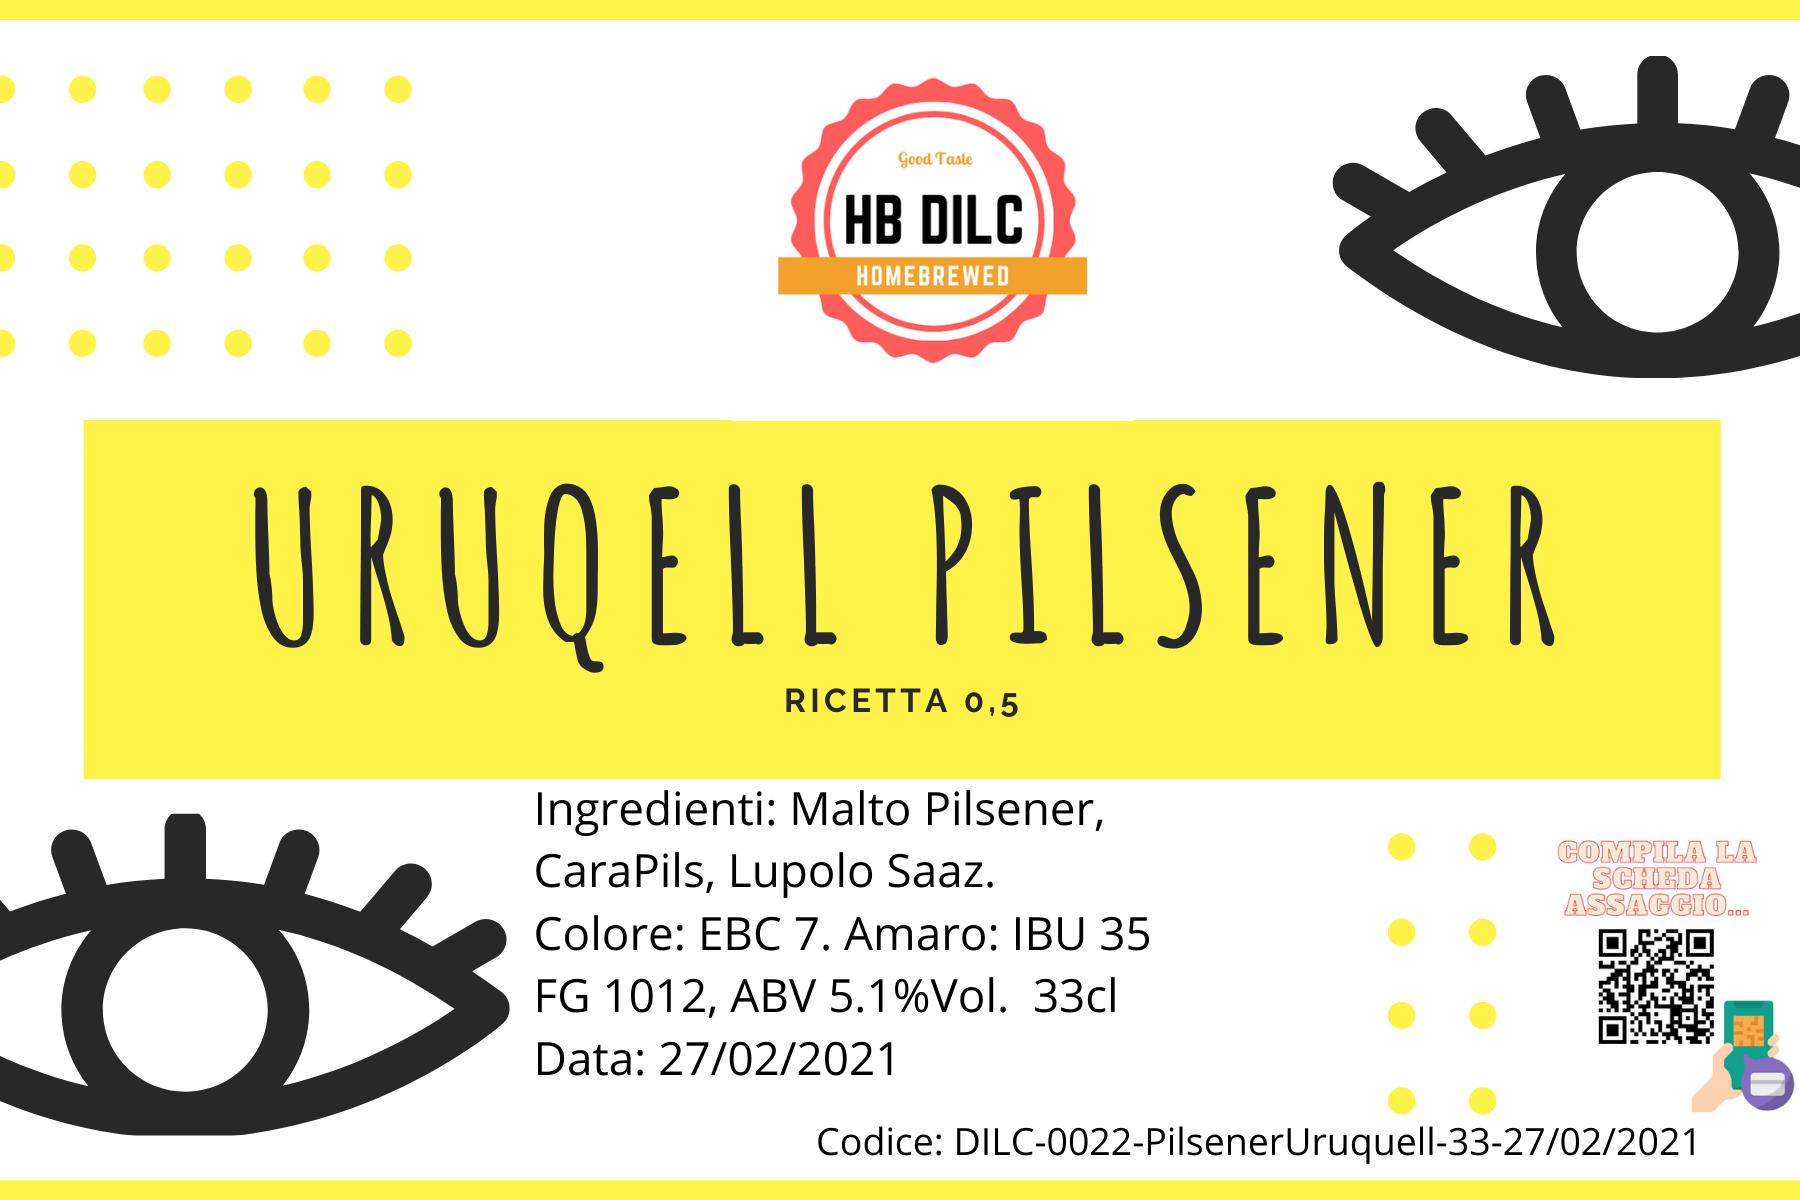 Good Taste
HB DILC
HOMEBREWED
URUQELL PILSENER
RICETTA 0,5
Ingredienti: Malto Pilsener,
CaraPils, Lupolo Saaz.
Colore: EBC 7. Amaro: IBU 35
FG 1012, ABV 5.1%Vol.  33cl
Data: 27/02/2021
COMPILA LA
SCHEDA
ASSAGGIO...
Codice: DILC-0022-PilsenerUruquell-33-27/02/2021